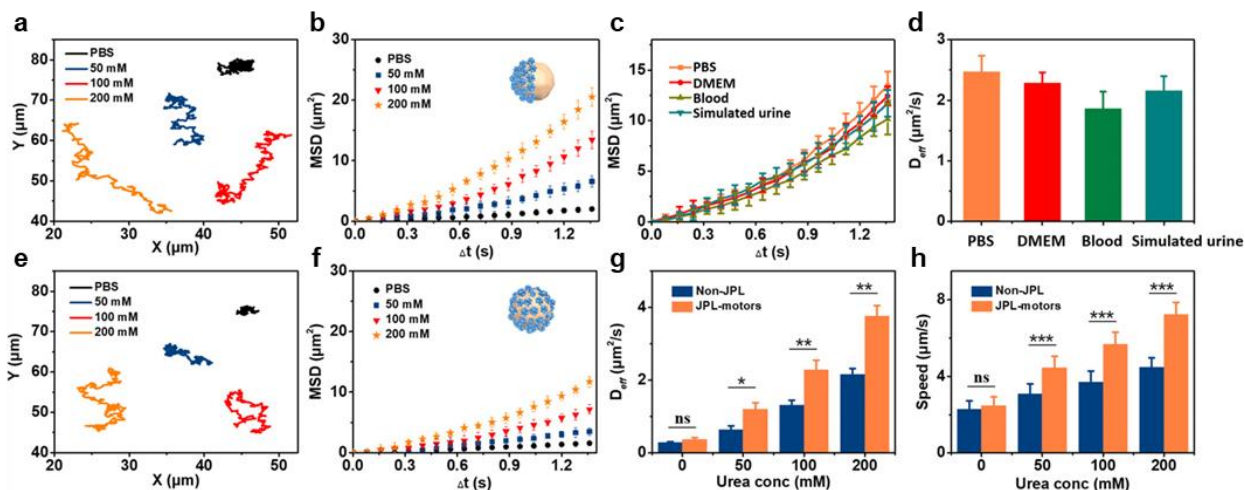 a
PBS
50 mM
100 mM
200 mM
80
70
60
50
40
Y (µm)
20
30
40
50
X (µm)
b
PBS
50 mM
100 mM
200 mM
30
20
10
0
MSD (µm²)
0.0
0.3
0.6
0.9
1.2
Δt (s)
c
PBS
DMEM
Blood
Simulated urine
15
10
5
0
MSD (µm²)
0.0
0.3
0.6
0.9
1.2
Δt (s)
d
3
2
1
0
Deff (µm²/s)
PBS
DMEM
Blood
Simulated urine
e
PBS
50 mM
100 mM
200 mM
80
70
60
50
40
Y (µm)
20
30
40
50
X (µm)
f
PBS
50 mM
100 mM
200 mM
30
20
10
0
MSD (µm²)
0.0
0.3
0.6
0.9
1.2
Δt (s)
g
Non-JPL
JPL-motors
4
2
0
Deff (µm²/s)
ns
*
**
**
0
50
100
200
Urea conc (mM)
h
Non-JPL
JPL-motors
8
4
0
Speed (µm/s)
ns
***
***
***
0
50
100
200
Urea conc (mM)